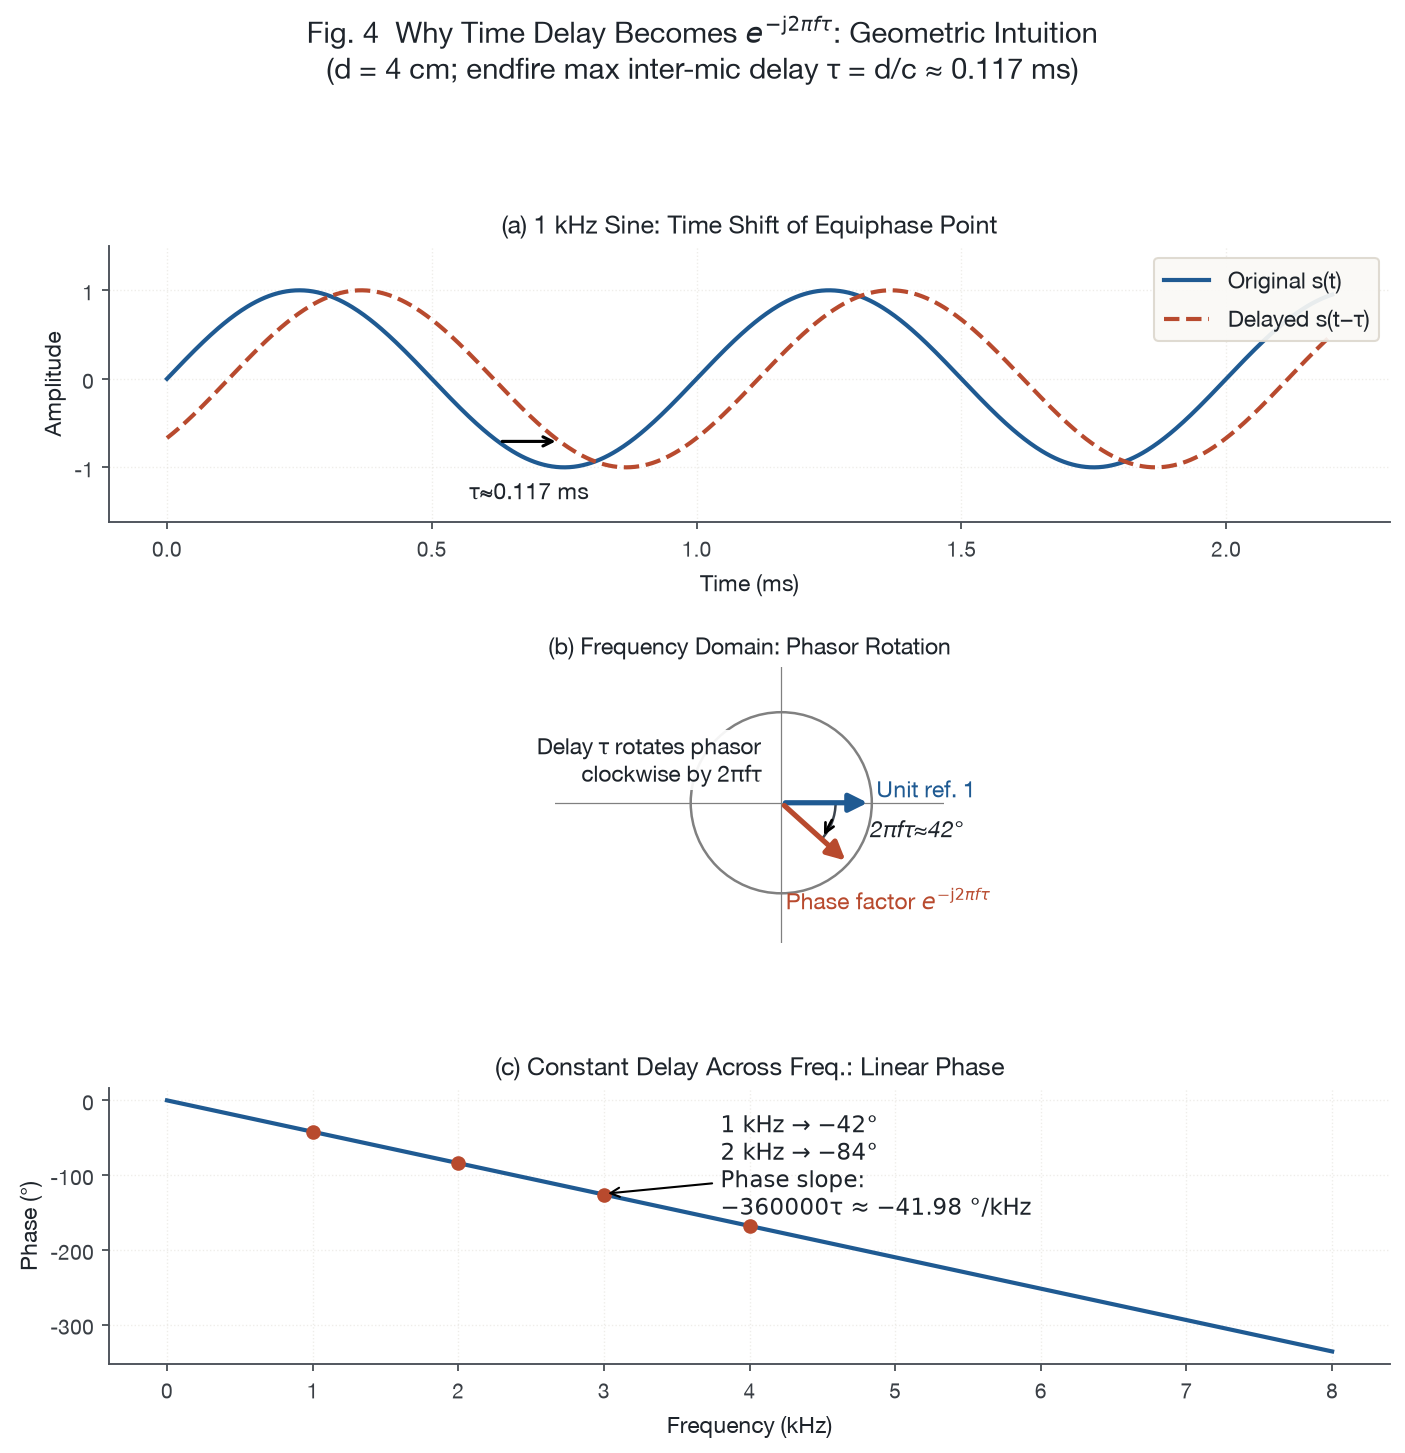 Fig. 4  Why Time Delay Becomes e^{−j2πfτ}: Geometric Intuition
(d = 4 cm; endfire max inter-mic delay τ = d/c ≈ 0.117 ms)
(a) 1 kHz Sine: Time Shift of Equiphase Point
Original s(t)
Delayed s(t−τ)
Amplitude
1
0
-1
τ≈0.117 ms
0.0 0.5 1.0 1.5 2.0
Time (ms)
(b) Frequency Domain: Phasor Rotation
Delay τ rotates phasor
clockwise by 2πfτ
Unit ref. 1
2πfτ≈42°
Phase factor e^{−j2πfτ}
(c) Constant Delay Across Freq.: Linear Phase
Phase (°)
0
-100
-200
-300
1 kHz → −42°
2 kHz → −84°
Phase slope:
−360000τ ≈ −41.98 °/kHz
0 1 2 3 4 5 6 7 8
Frequency (kHz)